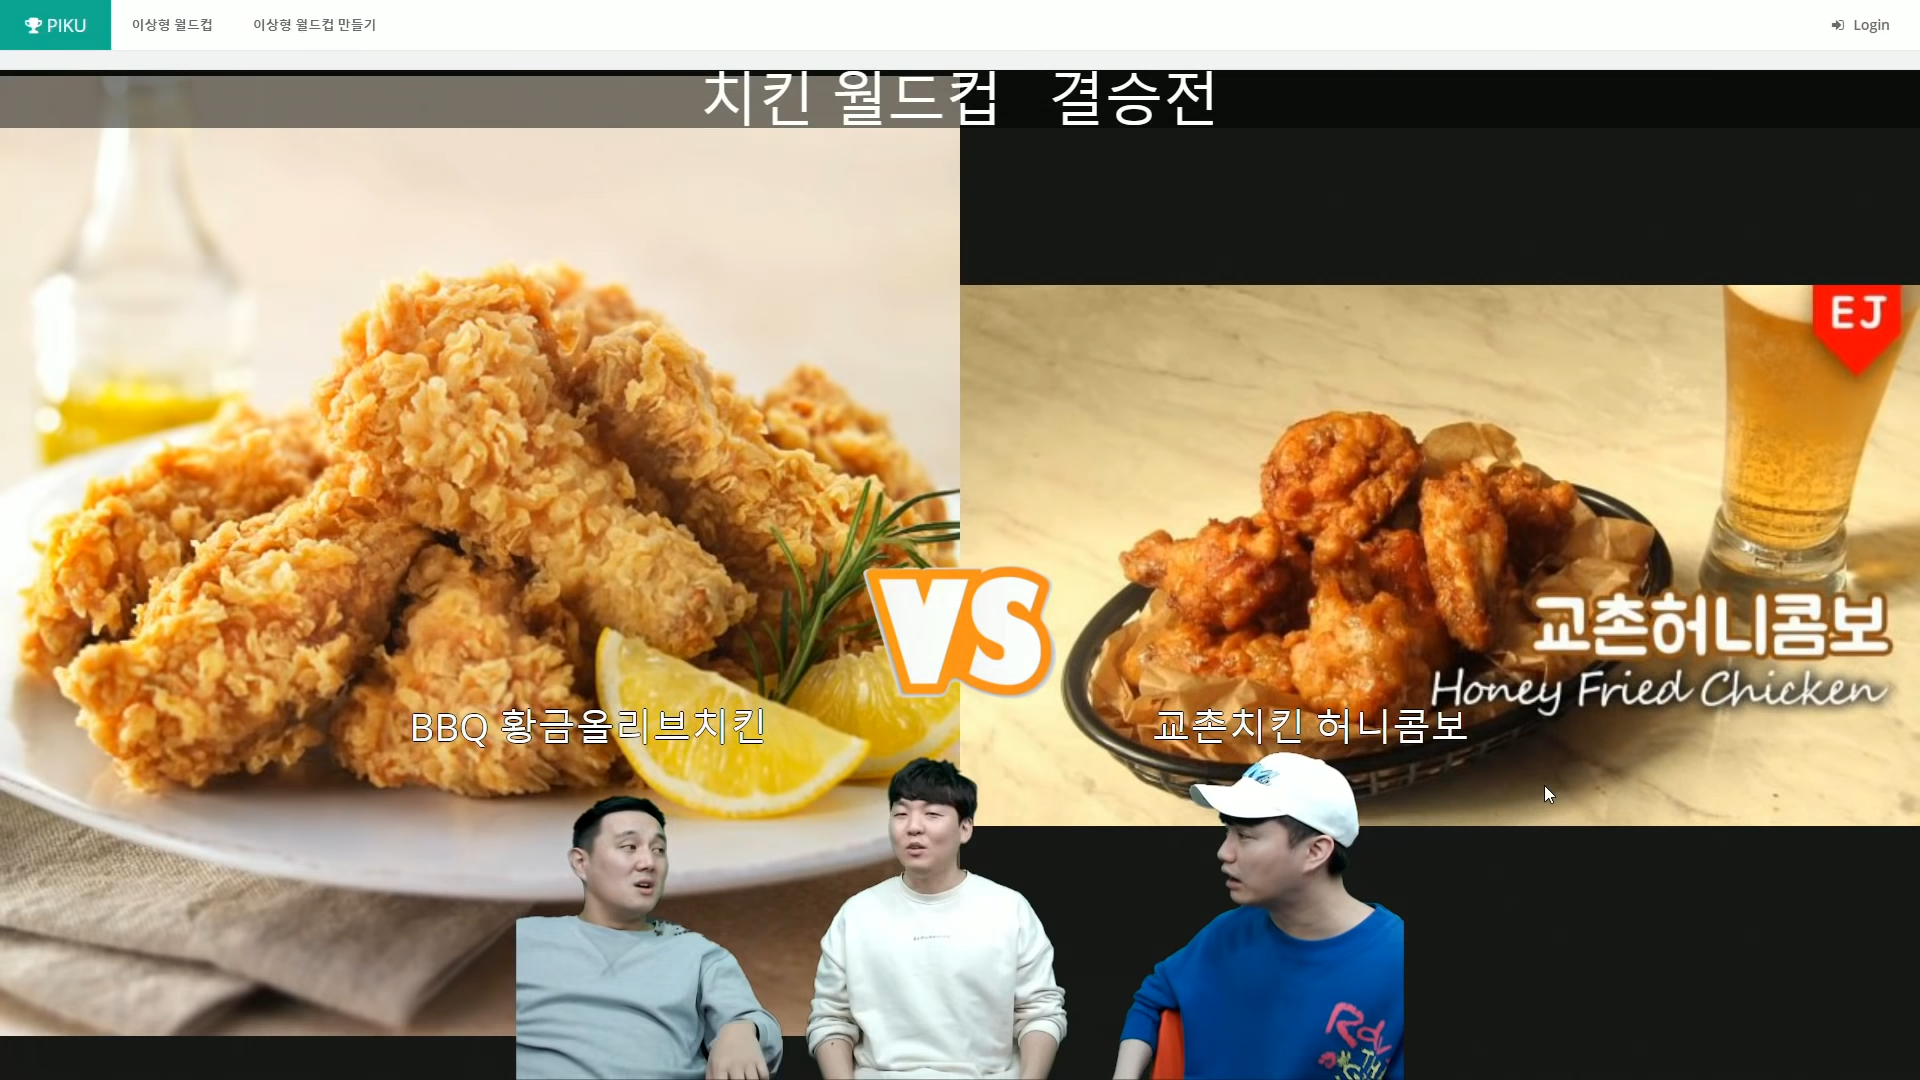 PIKU 이상형 월드컵 이상형 월드컵 만들기 Login
치킨 월드컵 결승전
EJ
VS
교촌허니콤보
Honey Fried Chicken
BBQ 황금올리브치킨
교촌치킨 허니콤보